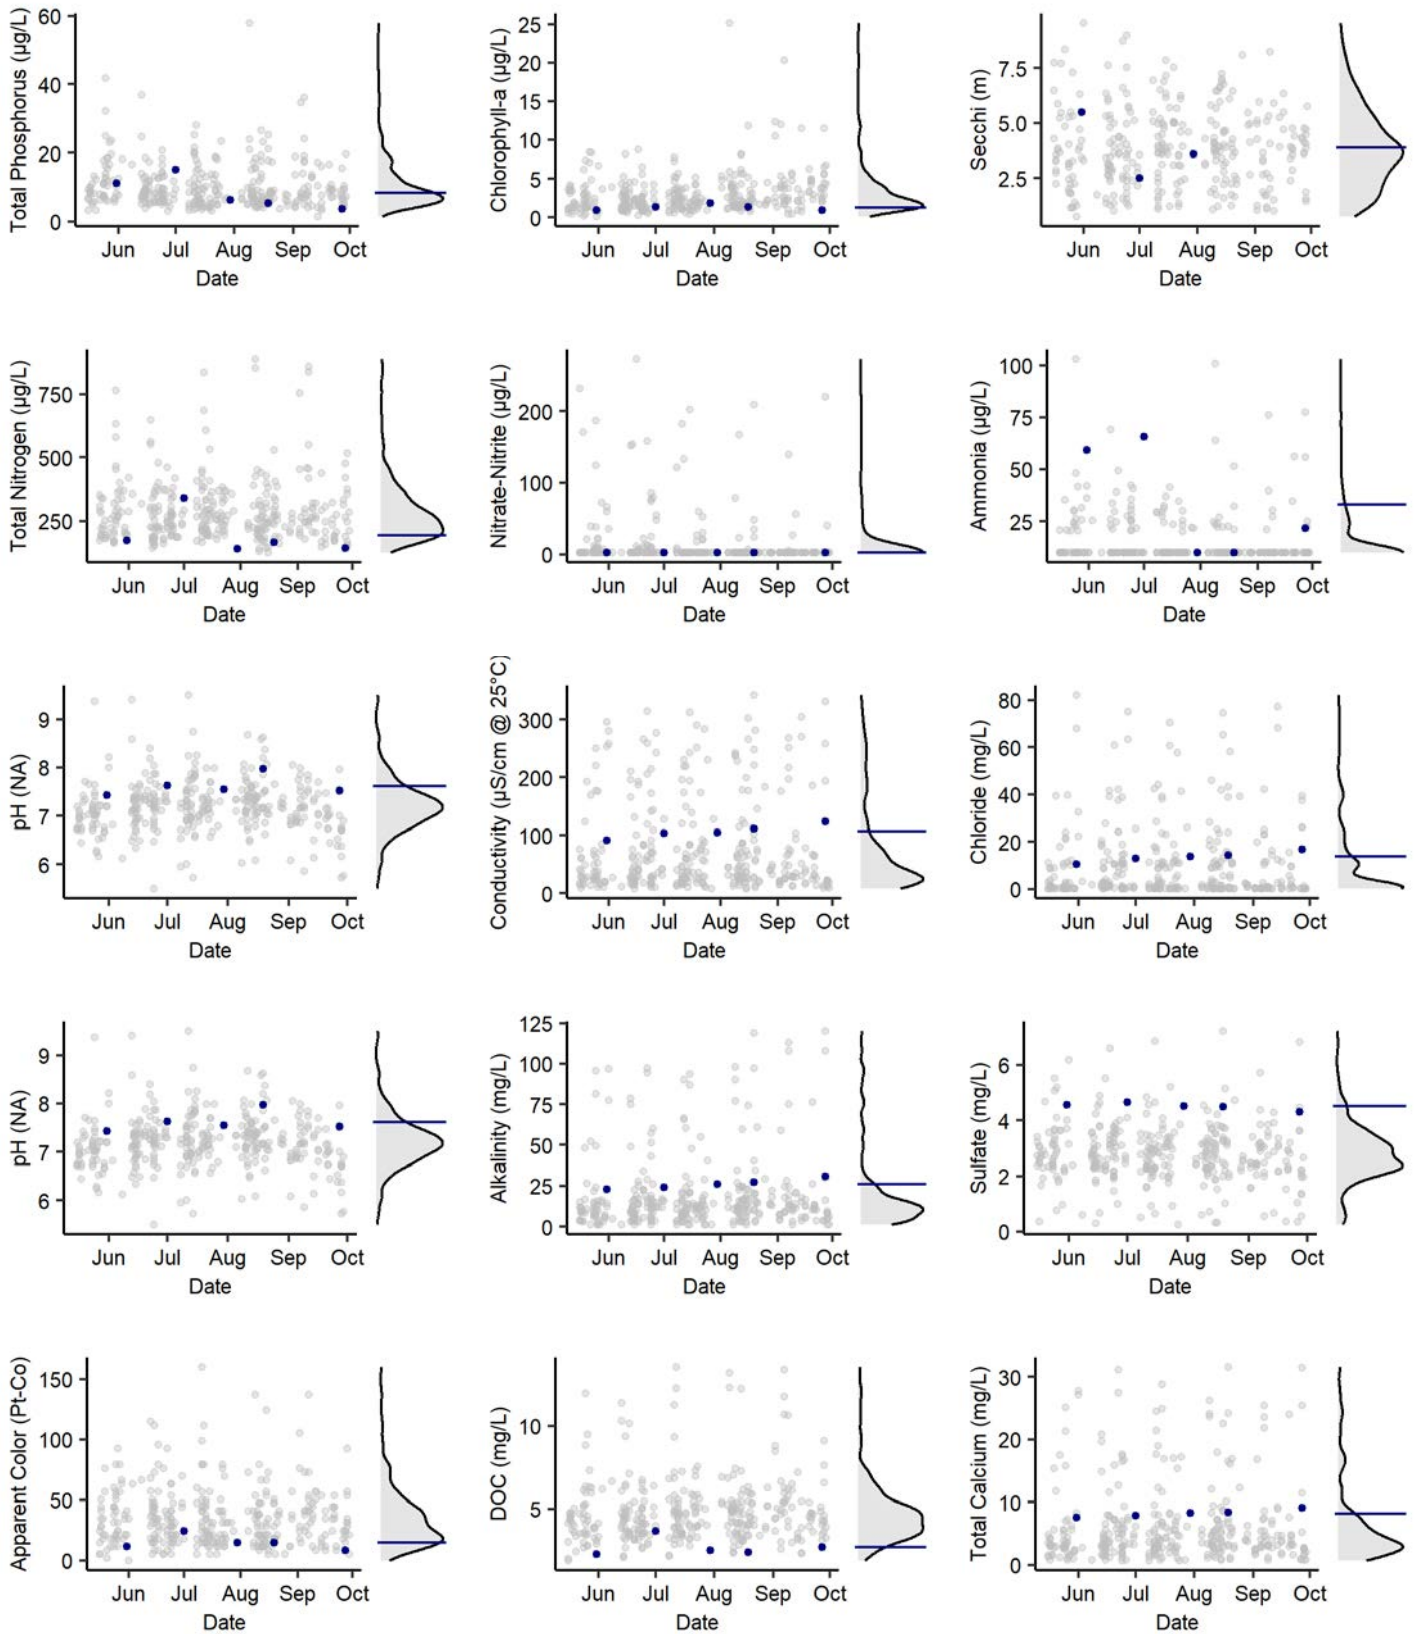 Total Phosphorus (µg/L)
60
40
20
0
Jun Jul Aug Sep Oct
Date
Chlorophyll-a (µg/L)
25
20
15
10
5
0
Jun Jul Aug Sep Oct
Date
Secchi (m)
7.5
5.0
2.5
Jun Jul Aug Sep Oct
Date
Total Nitrogen (µg/L)
750
500
250
Jun Jul Aug Sep Oct
Date
Nitrate-Nitrite (µg/L)
200
100
0
Jun Jul Aug Sep Oct
Date
Ammonia (µg/L)
100
75
50
25
Jun Jul Aug Sep Oct
Date
pH (NA)
9
8
7
6
Jun Jul Aug Sep Oct
Date
Conductivity (µS/cm @ 25°C)
300
200
100
0
Jun Jul Aug Sep Oct
Date
Chloride (mg/L)
80
60
40
20
0
Jun Jul Aug Sep Oct
Date
pH (NA)
9
8
7
6
Jun Jul Aug Sep Oct
Date
Alkalinity (mg/L)
125
100
75
50
25
0
Jun Jul Aug Sep Oct
Date
Sulfate (mg/L)
6
4
2
0
Jun Jul Aug Sep Oct
Date
Apparent Color (Pt-Co)
150
100
50
0
Jun Jul Aug Sep Oct
Date
DOC (mg/L)
10
5
Jun Jul Aug Sep Oct
Date
Total Calcium (mg/L)
30
20
10
0
Jun Jul Aug Sep Oct
Date